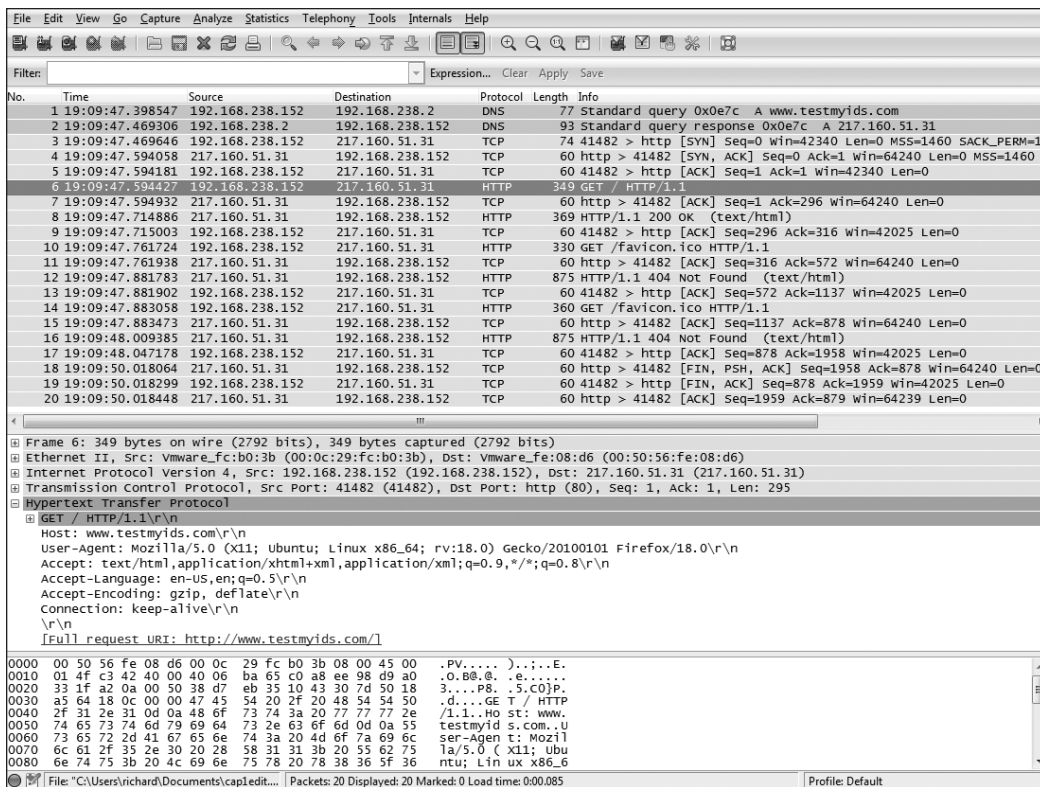 File Edit View Go Capture Analyze Statistics Telephony Tools Internals Help
Filter: Expression... Clear Apply Save
No. Time Source Destination Protocol Length Info
1 19:09:47.398547 192.168.238.152 192.168.238.2 DNS 77 Standard query 0x0e7c A www.testmyids.com
2 19:09:47.469306 192.168.238.2 192.168.238.152 DNS 93 Standard query response 0x0e7c A 217.160.51.31
3 19:09:47.469646 192.168.238.152 217.160.51.31 TCP 74 41482 > http [SYN] Seq=0 Win=42340 Len=0 MSS=1460 SACK_PERM=1
4 19:09:47.594058 217.160.51.31 192.168.238.152 TCP 60 http > 41482 [SYN, ACK] Seq=0 Ack=1 Win=64240 Len=0 MSS=1460
5 19:09:47.594181 192.168.238.152 217.160.51.31 TCP 60 41482 > http [ACK] Seq=1 Ack=1 Win=42340 Len=0
6 19:09:47.594427 192.168.238.152 217.160.51.31 HTTP 349 GET / HTTP/1.1
7 19:09:47.594932 217.160.51.31 192.168.238.152 TCP 60 http > 41482 [ACK] Seq=1 Ack=296 Win=64240 Len=0
8 19:09:47.714886 217.160.51.31 192.168.238.152 HTTP 369 HTTP/1.1 200 OK (text/html)
9 19:09:47.715003 192.168.238.152 217.160.51.31 TCP 60 41482 > http [ACK] Seq=296 Ack=316 Win=42025 Len=0
10 19:09:47.761724 192.168.238.152 217.160.51.31 HTTP 330 GET /favicon.ico HTTP/1.1
11 19:09:47.761938 217.160.51.31 192.168.238.152 TCP 60 http > 41482 [ACK] Seq=316 Ack=572 Win=64240 Len=0
12 19:09:47.881783 217.160.51.31 192.168.238.152 HTTP 875 HTTP/1.1 404 Not Found (text/html)
13 19:09:47.881902 192.168.238.152 217.160.51.31 TCP 60 41482 > http [ACK] Seq=572 Ack=1137 Win=42025 Len=0
14 19:09:47.883058 192.168.238.152 217.160.51.31 HTTP 360 GET /favicon.ico HTTP/1.1
15 19:09:47.883473 217.160.51.31 192.168.238.152 TCP 60 http > 41482 [ACK] Seq=1137 Ack=878 Win=64240 Len=0
16 19:09:48.009385 217.160.51.31 192.168.238.152 HTTP 875 HTTP/1.1 404 Not Found (text/html)
17 19:09:48.047178 192.168.238.152 217.160.51.31 TCP 60 41482 > http [ACK] Seq=878 Ack=1958 Win=42025 Len=0
18 19:09:50.018064 217.160.51.31 192.168.238.152 TCP 60 http > 41482 [FIN, PSH, ACK] Seq=1958 Ack=878 Win=64240 Len=0
19 19:09:50.018299 192.168.238.152 217.160.51.31 TCP 60 41482 > http [FIN, ACK] Seq=878 Ack=1959 Win=42025 Len=0
20 19:09:50.018448 217.160.51.31 192.168.238.152 TCP 60 http > 41482 [ACK] Seq=1959 Ack=879 Win=64239 Len=0
Frame 6: 349 bytes on wire (2792 bits), 349 bytes captured (2792 bits)
Ethernet II, Src: Vmware_fc:b0:3b (00:0c:29:fc:b0:3b), Dst: Vmware_fe:08:d6 (00:50:56:fe:08:d6)
Internet Protocol Version 4, Src: 192.168.238.152 (192.168.238.152), Dst: 217.160.51.31 (217.160.51.31)
Transmission Control Protocol, Src Port: 41482 (41482), Dst Port: http (80), Seq: 1, Ack: 1, Len: 295
Hypertext Transfer Protocol
GET / HTTP/1.1\r\n
Host: www.testmyids.com\r\n
User-Agent: Mozilla/5.0 (X11; Ubuntu; Linux x86_64; rv:18.0) Gecko/20100101 Firefox/18.0\r\n
Accept: text/html,application/xhtml+xml,application/xml;q=0.9,*/*;q=0.8\r\n
Accept-Language: en-US,en;q=0.5\r\n
Accept-Encoding: gzip, deflate\r\n
Connection: keep-alive\r\n
\r\n
[Full request URI: http://www.testmyids.com/]
0000 00 50 56 fe 08 d6 00 0c 29 fc b0 3b 08 00 45 00 .PV..... )..;..E.
0010 01 4f c3 42 40 00 40 06 ba 65 c0 a8 ee 98 d9 a0 .O.B@.@. .e......
0020 33 1f a2 0a 00 50 38 d7 eb 35 10 43 30 7d 50 18 3....P8. .5.C0}P.
0030 a5 64 18 0c 00 00 47 45 54 20 2f 20 48 54 54 50 .d....GE T / HTTP
0040 2f 31 2e 31 0d 0a 48 6f 73 74 3a 20 77 77 77 2e /1.1..Ho st: www.
0050 74 65 73 74 6d 79 69 64 73 2e 63 6f 6d 0d 0a 55 testmyid s.com..U
0060 73 65 72 2d 41 67 65 6e 74 3a 20 4d 6f 7a 69 6c ser-Agen t: Mozil
0070 6c 61 2f 35 2e 30 20 28 58 31 31 3b 20 55 62 75 la/5.0 ( X11; Ubu
0080 6e 74 75 3b 20 4c 69 6e 75 78 20 78 38 36 5f 36 ntu; Lin ux x86_6
File: "C:\Users\richard\Documents\cap1edit.... Packets: 20 Displayed: 20 Marked: 0 Load time: 0:00.085 Profile: Default